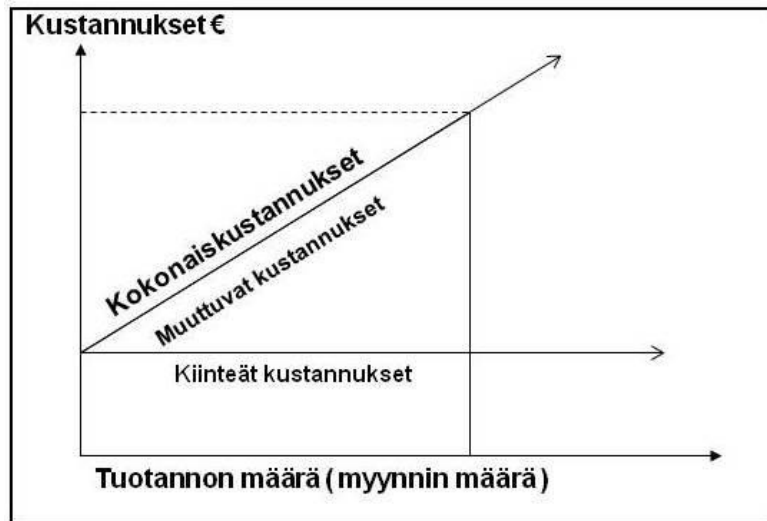 Kustannukset €
Kokonaiskustannukset
Muuttuvat kustannukset
Kiinteät kustannukset
Tuotannon määrä ( myynnin määrä )